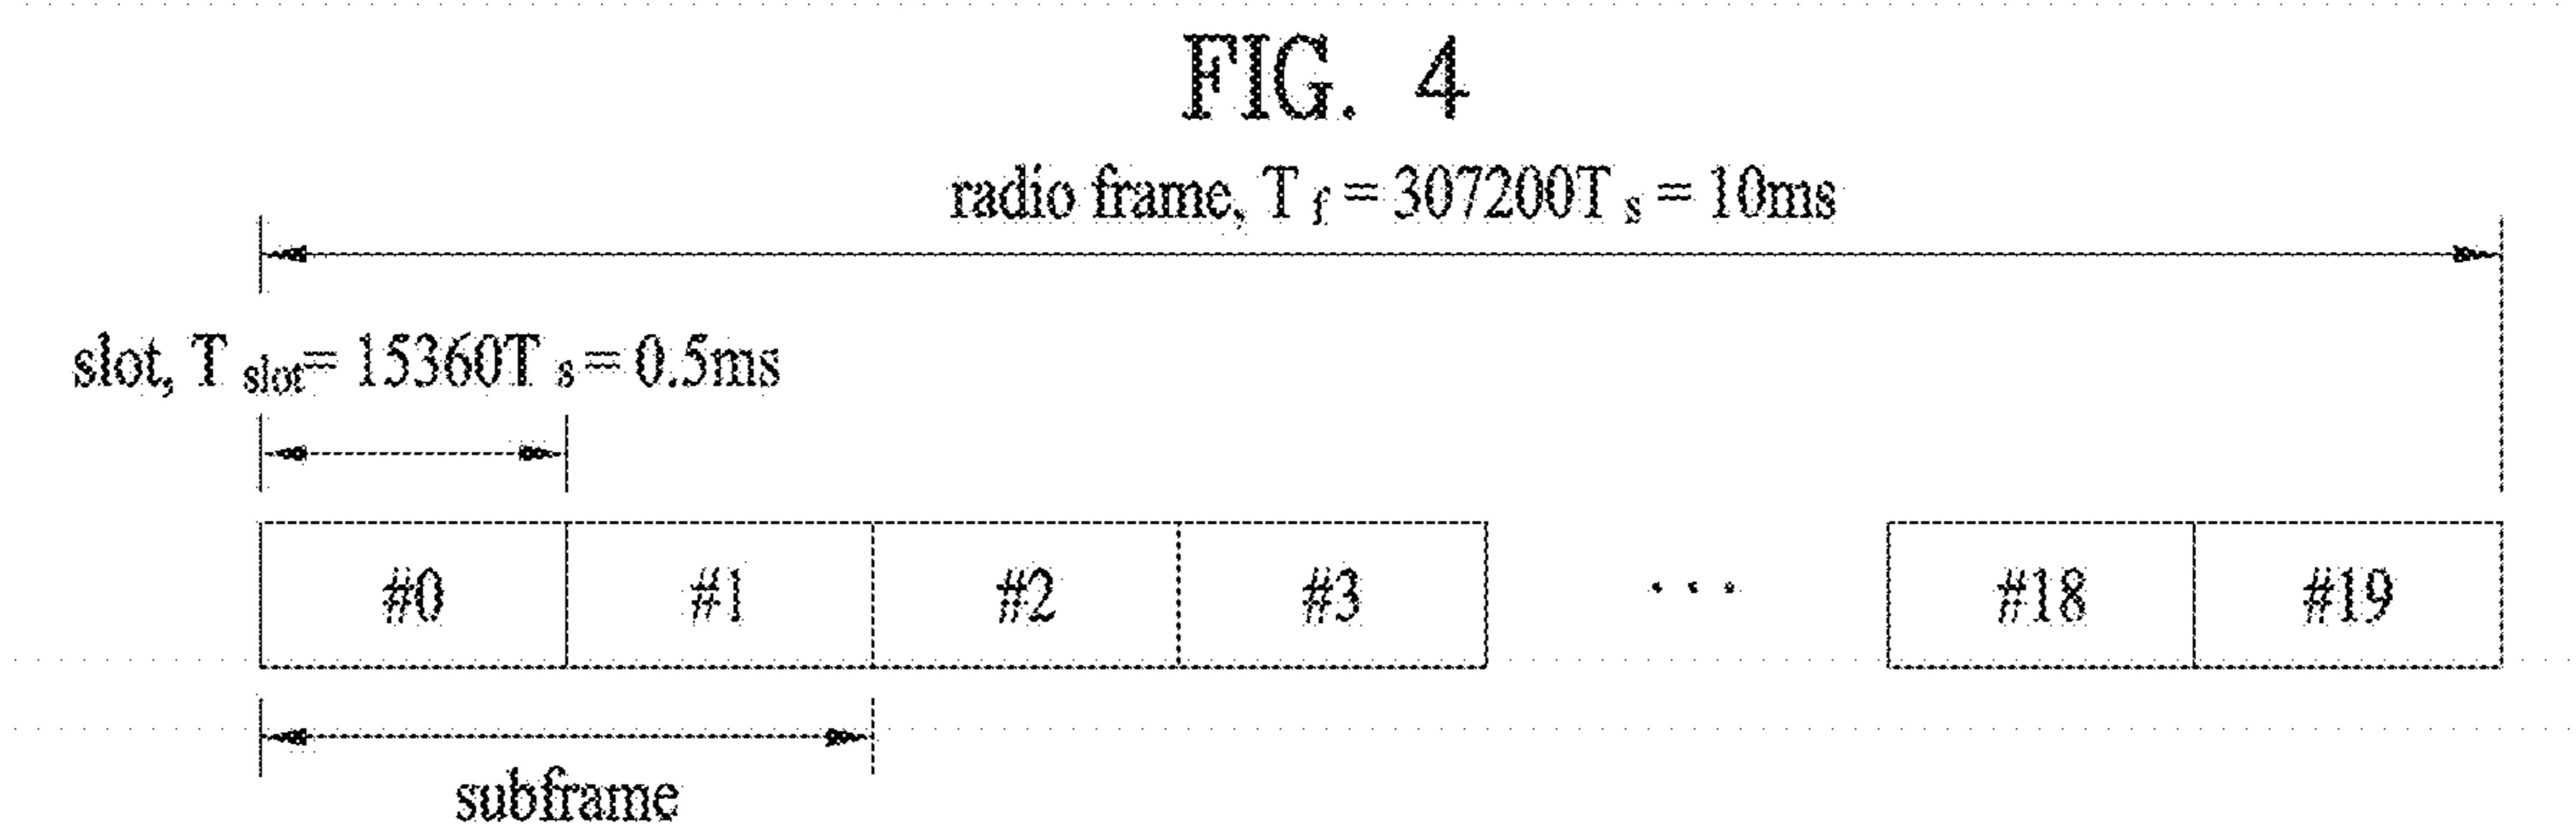 FIG. 4
radio frame, T f = 307200T s = 10ms
slot, T slot = 15360T s = 0.5ms
#0 #1 #2 #3 ... #18 #19
subframe